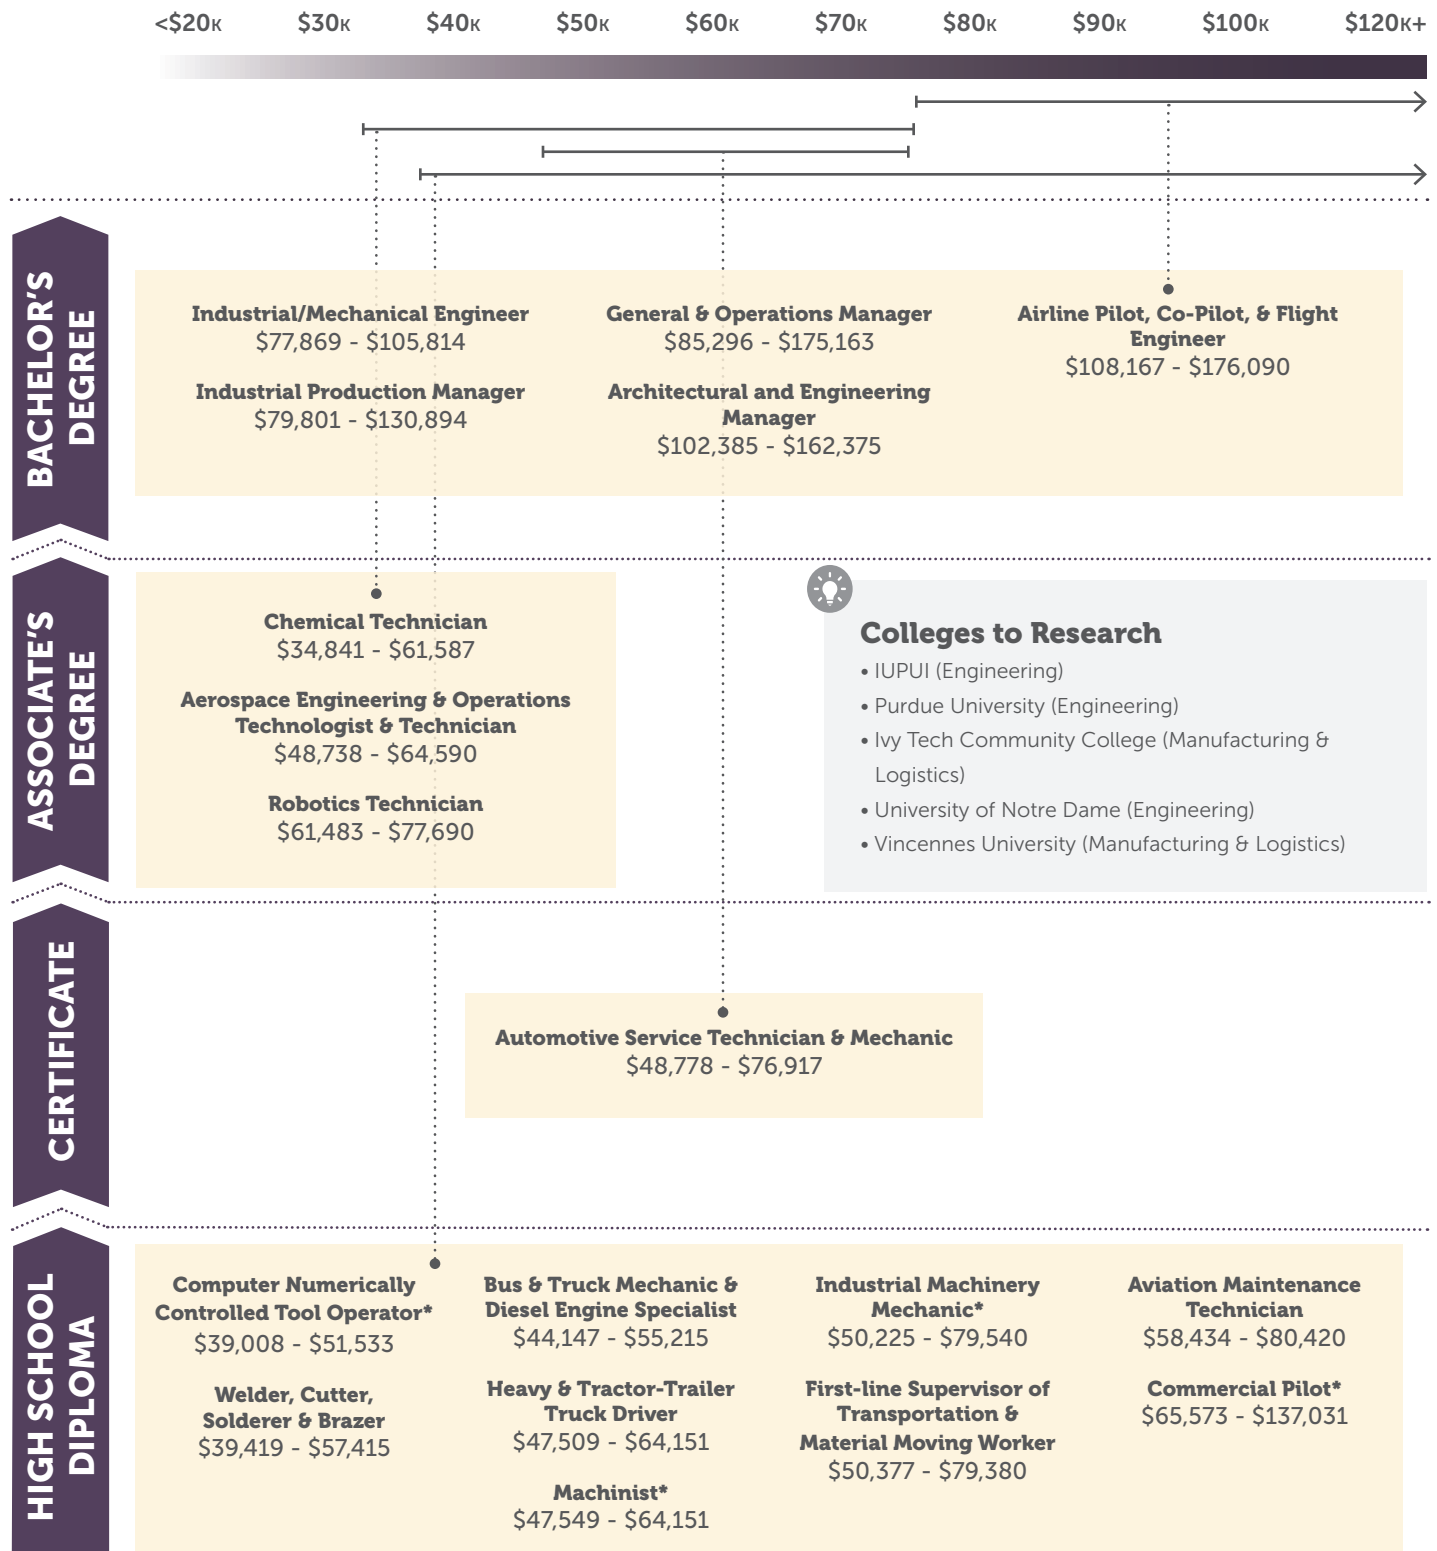 <$20K $30K $40K $50K $60K $70K $80K $90K $100K $120K+
BACHELOR'S
DEGREE
Industrial/Mechanical Engineer
$77,869 - $105,814
Industrial Production Manager
$79,801 - $130,894
General & Operations Manager
$85,296 - $175,163
Architectural and Engineering
Manager
$102,385 - $162,375
Airline Pilot, Co-Pilot, & Flight
Engineer
$108,167 - $176,090
ASSOCIATE'S
DEGREE
Chemical Technician
$34,841 - $61,587
Aerospace Engineering & Operations
Technologist & Technician
$48,738 - $64,590
Robotics Technician
$61,483 - $77,690
Colleges to Research
• IUPUI (Engineering)
• Purdue University (Engineering)
• Ivy Tech Community College (Manufacturing &
Logistics)
• University of Notre Dame (Engineering)
• Vincennes University (Manufacturing & Logistics)
CERTIFICATE
Automotive Service Technician & Mechanic
$48,778 - $76,917
HIGH SCHOOL
DIPLOMA
Computer Numerically
Controlled Tool Operator*
$39,008 - $51,533
Welder, Cutter,
Solderer & Brazer
$39,419 - $57,415
Bus & Truck Mechanic &
Diesel Engine Specialist
$44,147 - $55,215
Heavy & Tractor-Trailer
Truck Driver
$47,509 - $64,151
Machinist*
$47,549 - $64,151
Industrial Machinery
Mechanic*
$50,225 - $79,540
First-line Supervisor of
Transportation &
Material Moving Worker
$50,377 - $79,380
Aviation Maintenance
Technician
$58,434 - $80,420
Commercial Pilot*
$65,573 - $137,031